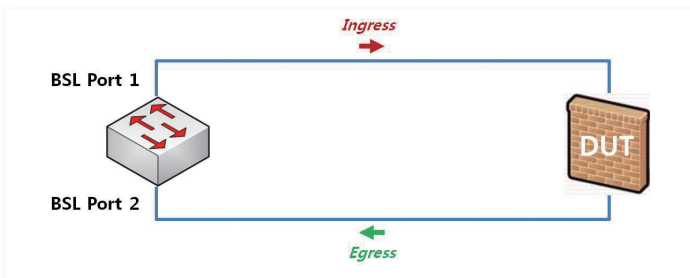 Ingress
BSL Port 1
DUT
BSL Port 2
Egress